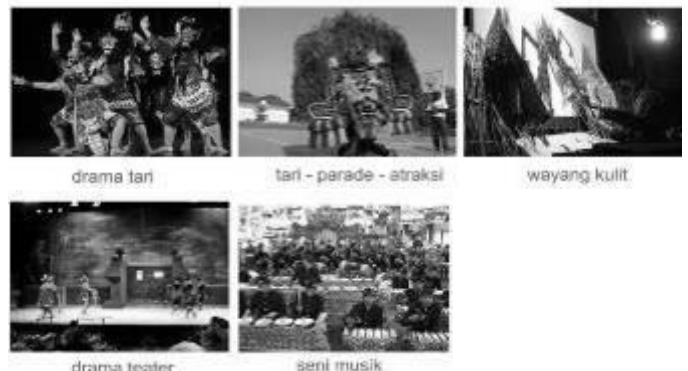 drama tari
tari - parade - atraksi
wayang kulit
drama teater
seni musik